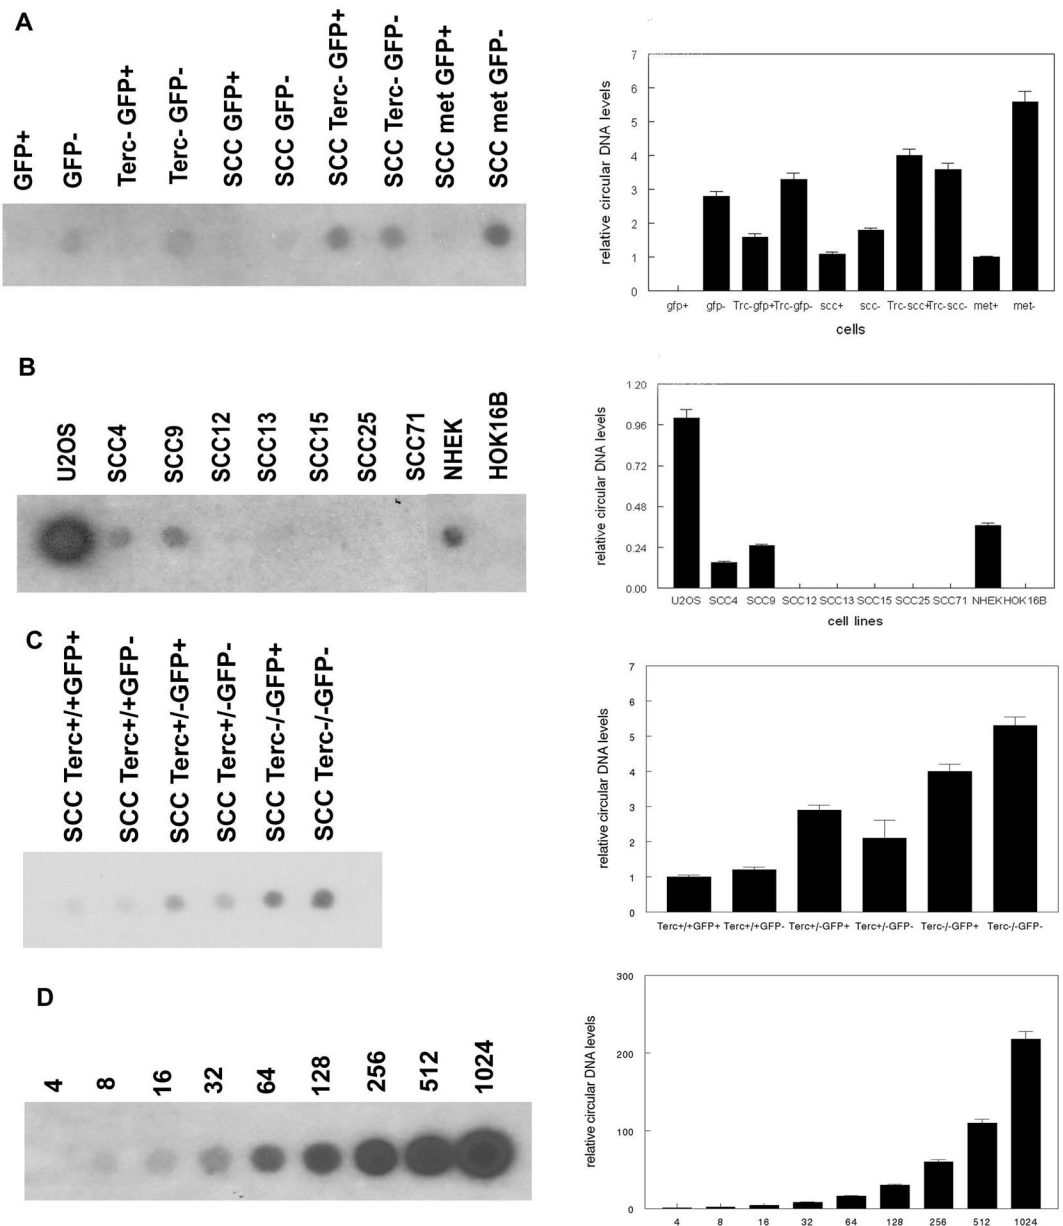 A
GFP+
GFP-
Terc- GFP+
Terc- GFP-
SCC GFP+
SCC GFP-
SCC Terc- GFP+
SCC Terc- GFP-
SCC met GFP+
SCC met GFP-
relative circular DNA levels
7
6
5
4
3
2
1
0
gfp+ gfp- Trc-gfp+ Trc-gfp- scc+ scc- Trc-scc+ Trc-scc- met+ met-
cells
B
U2OS
SCC4
SCC9
SCC12
SCC13
SCC15
SCC25
SCC71
NHEK
HOK16B
relative circular DNA levels
1.20
0.96
0.72
0.48
0.24
0.00
U2OS SCC4 SCC9 SCC12 SCC13 SCC15 SCC25 SCC71 NHEK HOK16B
cell lines
C
SCC Terc+/+GFP+
SCC Terc+/+GFP-
SCC Terc+/-GFP+
SCC Terc+/-GFP-
SCC Terc-/-GFP+
SCC Terc-/-GFP-
relative circular DNA levels
7
6
5
4
3
2
1
0
Terc+/+GFP+ Terc+/+GFP- Terc+/-GFP+ Terc+/-GFP- Terc-/-GFP+ Terc-/-GFP-
D
4
8
16
32
64
128
256
512
1024
relative circular DNA levels
300
200
100
0
4 8 16 32 64 128 256 512 1024